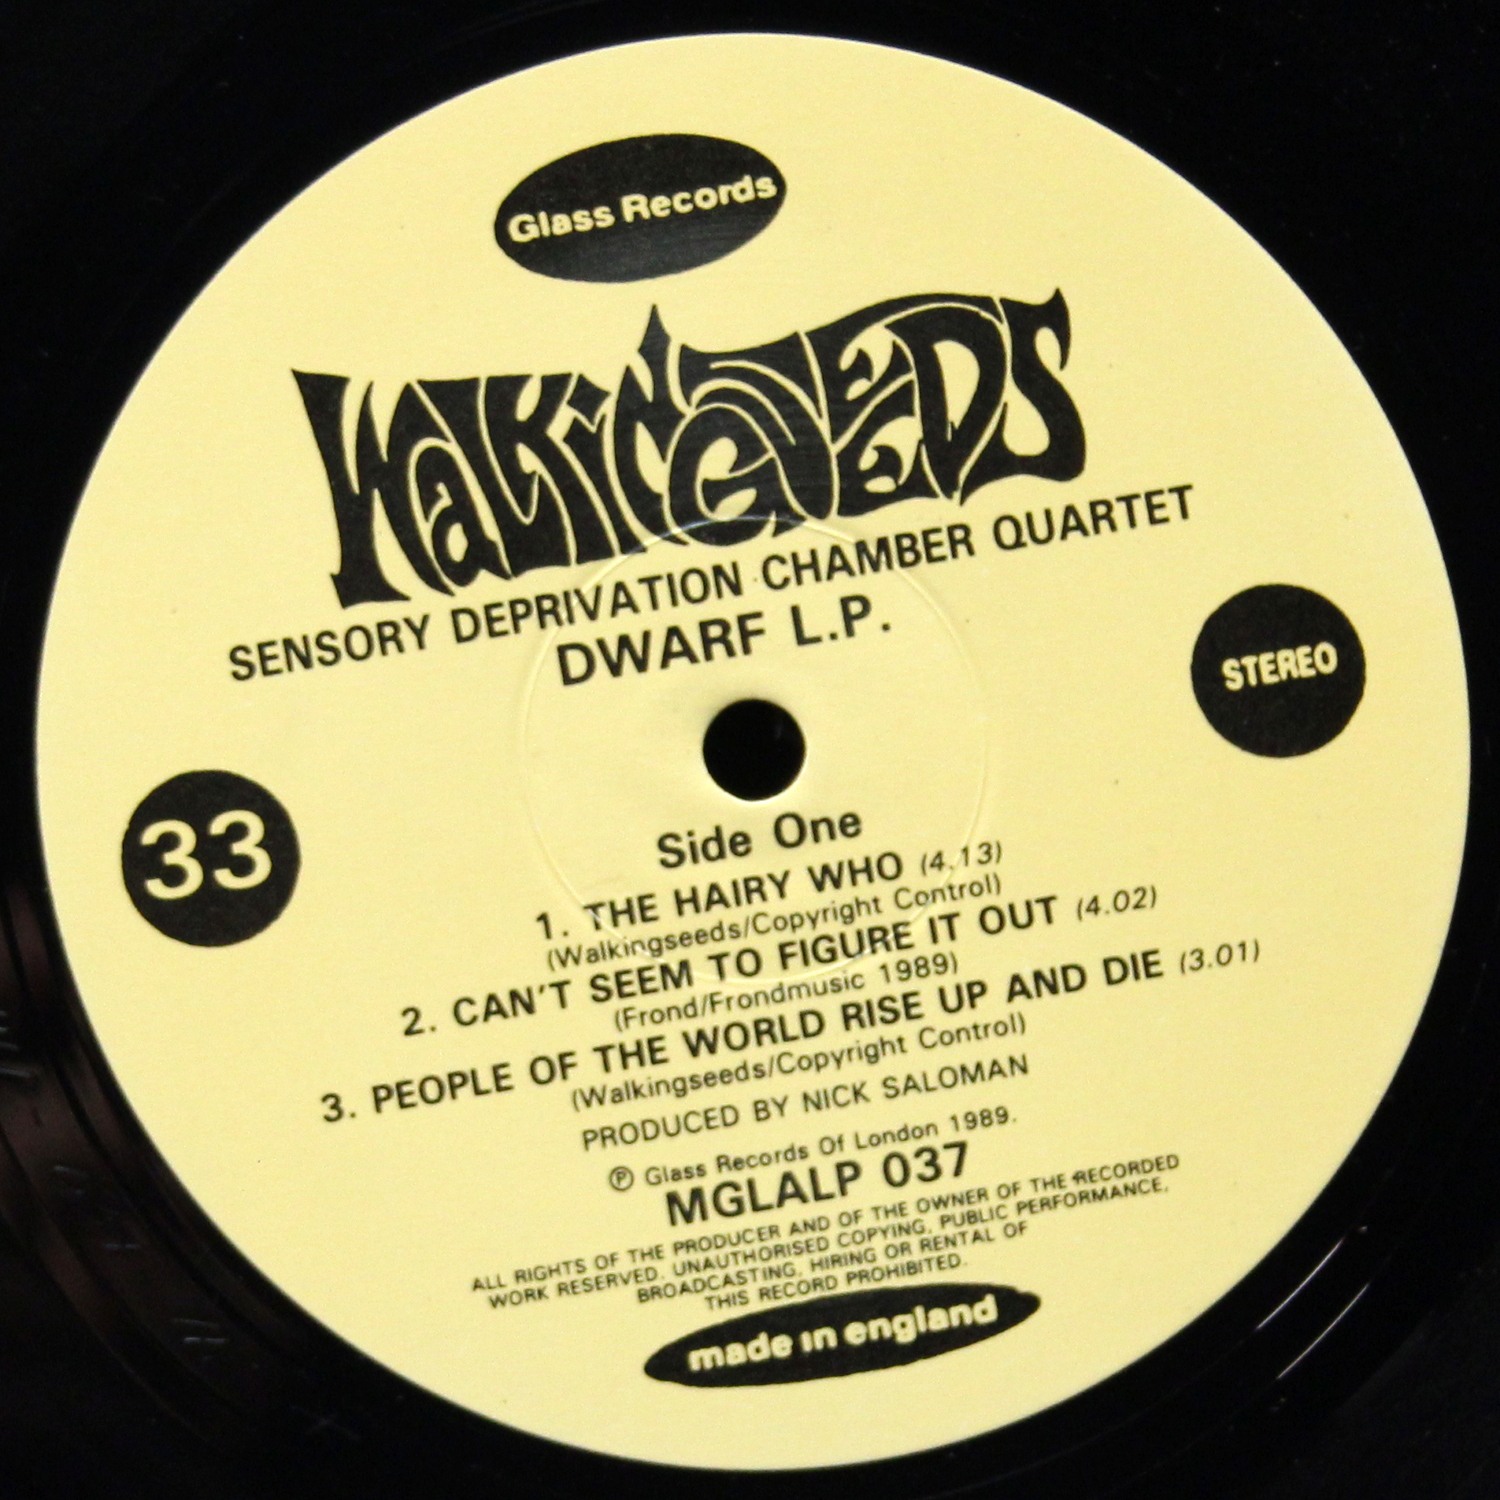 Glass Records
WalkingSEEDS
SENSORY DEPRIVATION CHAMBER QUARTET
DWARF L.P.
STEREO
33
Side One
1. THE HAIRY WHO (4.13)
(Walkingseeds/Copyright Control)
2. CAN'T SEEM TO FIGURE IT OUT (4.02)
(Frond/Frondmusic 1989)
3. PEOPLE OF THE WORLD RISE UP AND DIE (3.01)
(Walkingseeds/Copyright Control)
PRODUCED BY NICK SALOMAN
Ⓟ Glass Records Of London 1989.
MGLALP 037
ALL RIGHTS OF THE PRODUCER AND OF THE OWNER OF THE RECORDED
WORK RESERVED. UNAUTHORISED COPYING, PUBLIC PERFORMANCE,
BROADCASTING, HIRING OR RENTAL OF
THIS RECORD PROHIBITED.
made in england